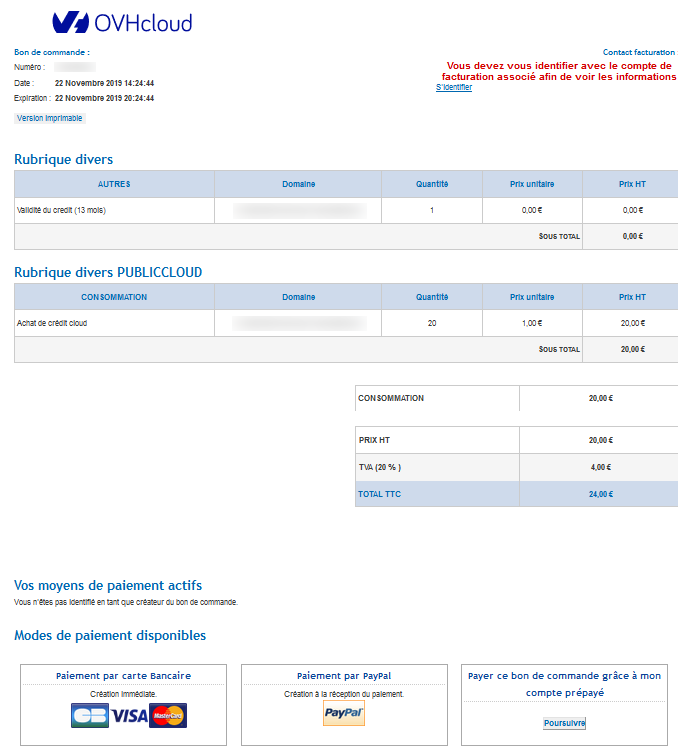 OVHcloud
Bon de commande :
Contact facturation
Numéro :
Vous devez vous identifier avec le compte de
facturation associé afin de voir les informations
S'identifier
Date : 22 Novembre 2019 14:24:44
Expiration : 22 Novembre 2019 20:24:44
Version imprimable
Rubrique divers
AUTRES Domaine Quantité Prix unitaire Prix HT
Validité du credit (13 mois) 1 0,00 € 0,00 €
SOUS TOTAL 0,00 €
Rubrique divers PUBLICCLOUD
CONSOMMATION Domaine Quantité Prix unitaire Prix HT
Achat de crédit cloud 20 1,00 € 20,00 €
SOUS TOTAL 20,00 €
CONSOMMATION 20,00 €
PRIX HT 20,00 €
TVA (20 % ) 4,00 €
TOTAL TTC 24,00 €
Vos moyens de paiement actifs
Vous n'êtes pas identifié en tant que créateur du bon de commande.
Modes de paiement disponibles
Paiement par carte Bancaire
Création immédiate.
CB VISA MasterCard
Paiement par PayPal
Création à la réception du paiement.
PayPal
Payer ce bon de commande grâce à mon
compte prépayé
Poursuivre